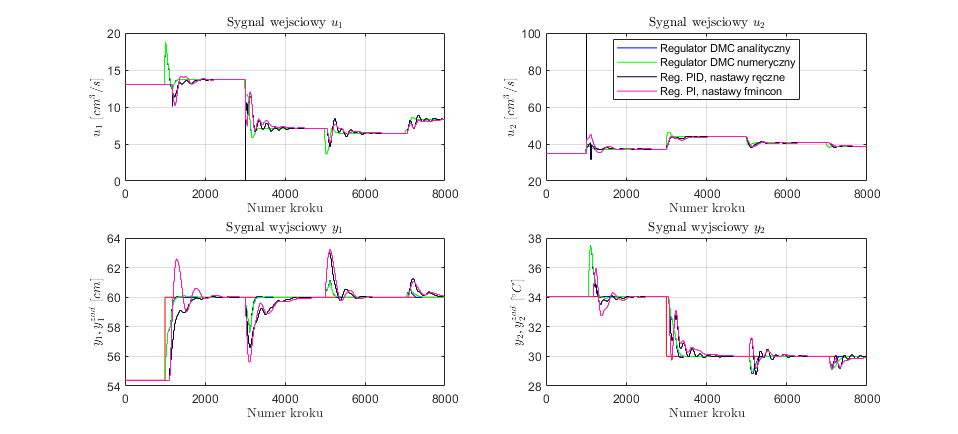 Sygnal wejsciowy u₁
20
15
10
5
0
u₁ [cm³/s]
0 2000 4000 6000 8000
Numer kroku
Sygnal wejsciowy u₂
100
80
60
40
20
u₂ [cm³/s]
Regulator DMC analityczny
Regulator DMC numeryczny
Reg. PID, nastawy ręczne
Reg. PI, nastawy fmincon
0 2000 4000 6000 8000
Numer kroku
Sygnal wyjsciowy y₁
64
62
60
58
56
54
y₁, y₁^zad [cm]
0 2000 4000 6000 8000
Numer kroku
Sygnal wyjsciowy y₂
38
36
34
32
30
28
y₂, y₂^zad [°C]
0 2000 4000 6000 8000
Numer kroku